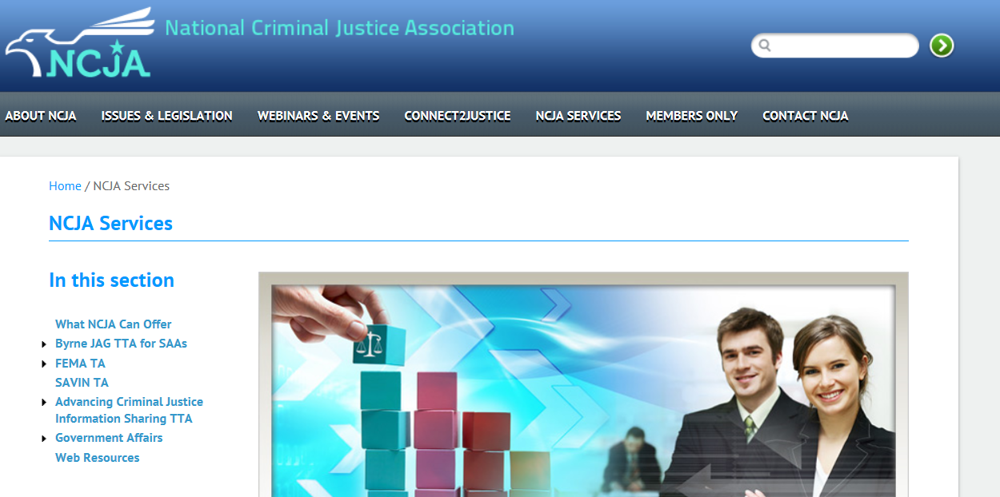 National Criminal Justice Association
NCJA
ABOUT NCJA ISSUES & LEGISLATION WEBINARS & EVENTS CONNECT2JUSTICE NCJA SERVICES MEMBERS ONLY CONTACT NCJA
Home / NCJA Services
NCJA Services
In this section
What NCJA Can Offer
Byrne JAG TTA for SAAs
FEMA TA
SAVIN TA
Advancing Criminal Justice
Information Sharing TTA
Government Affairs
Web Resources